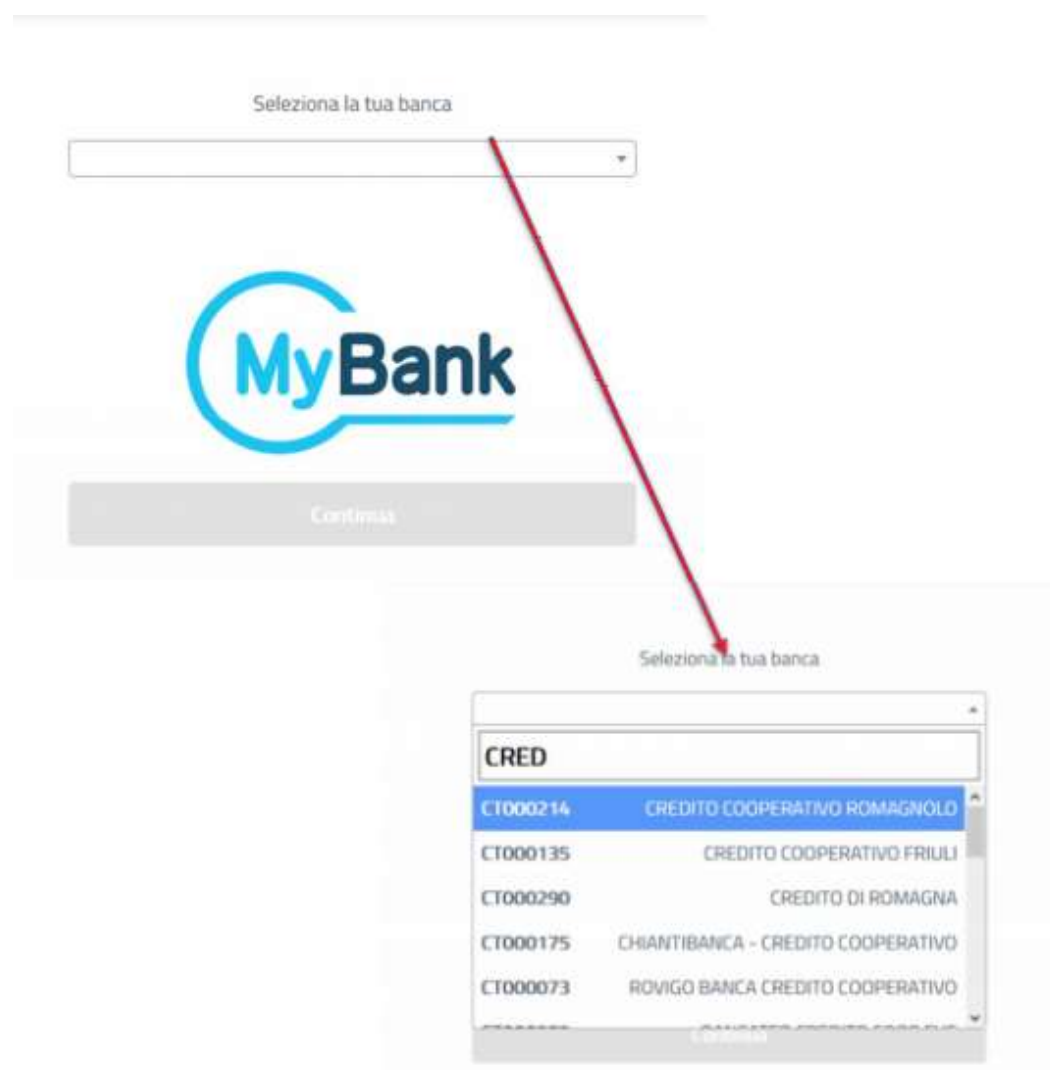 Seleziona la tua banca
MyBank
Continua
Seleziona la tua banca
CRED
CT000214 CREDITO COOPERATIVO ROMAGNOLO
CT000135 CREDITO COOPERATIVO FRIULI
CT000290 CREDITO DI ROMAGNA
CT000175 CHIANTIBANCA - CREDITO COOPERATIVO
CT000073 ROVIGO BANCA CREDITO COOPERATIVO